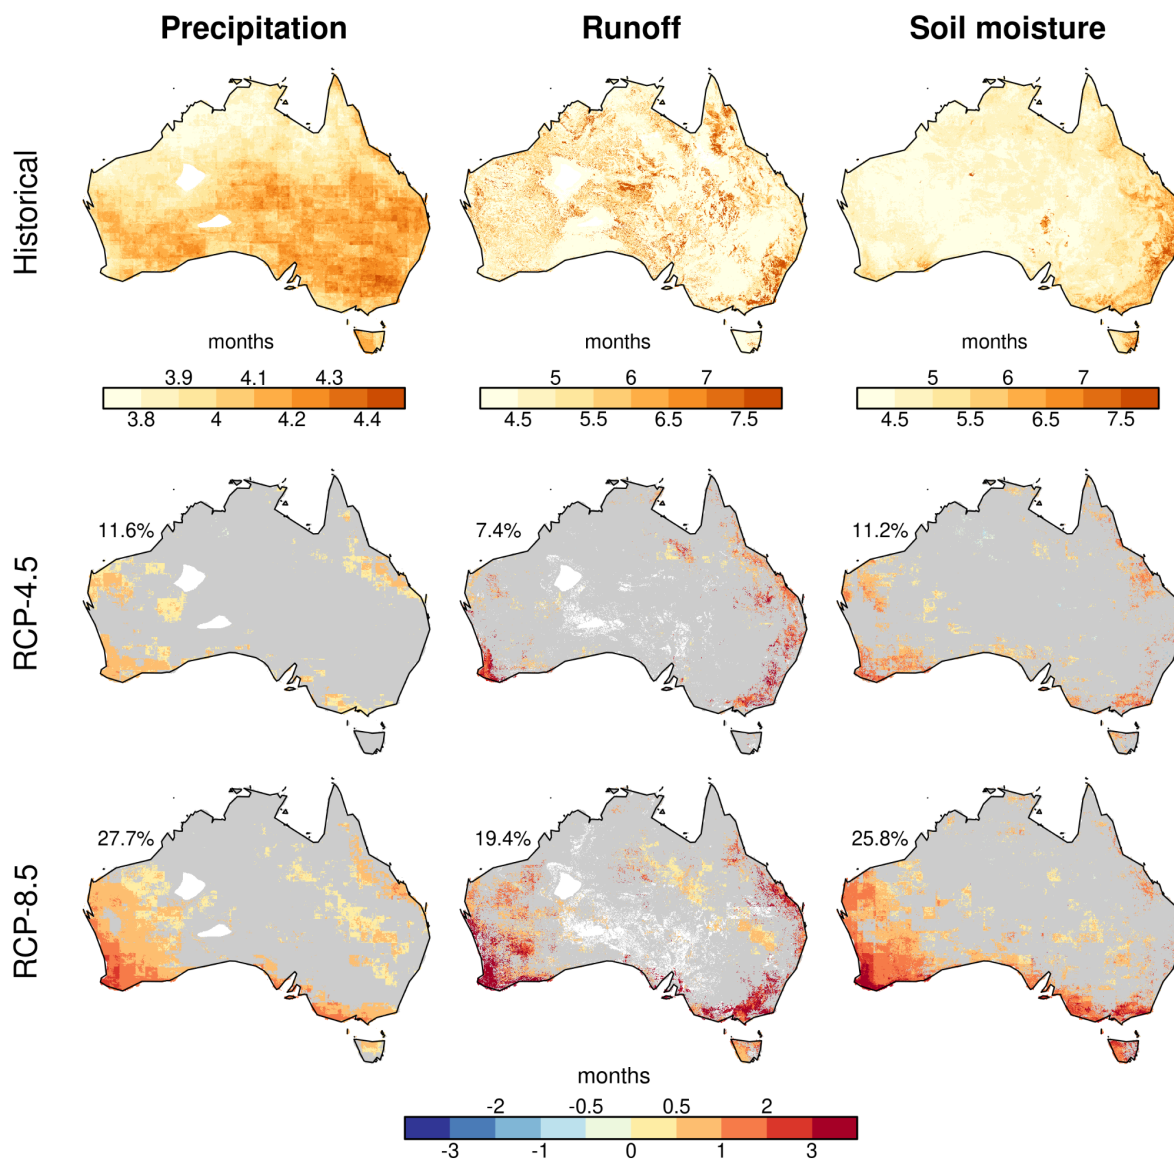 Precipitation Runoff Soil moisture
Historical
months months months
3.9 4.1 4.3 5 6 7 5 6 7
3.8 4 4.2 4.4 4.5 5.5 6.5 7.5 4.5 5.5 6.5 7.5
RCP-4.5
11.6% 7.4% 11.2%
RCP-8.5
27.7% 19.4% 25.8%
months
-2 -0.5 0.5 2
-3 -1 0 1 3